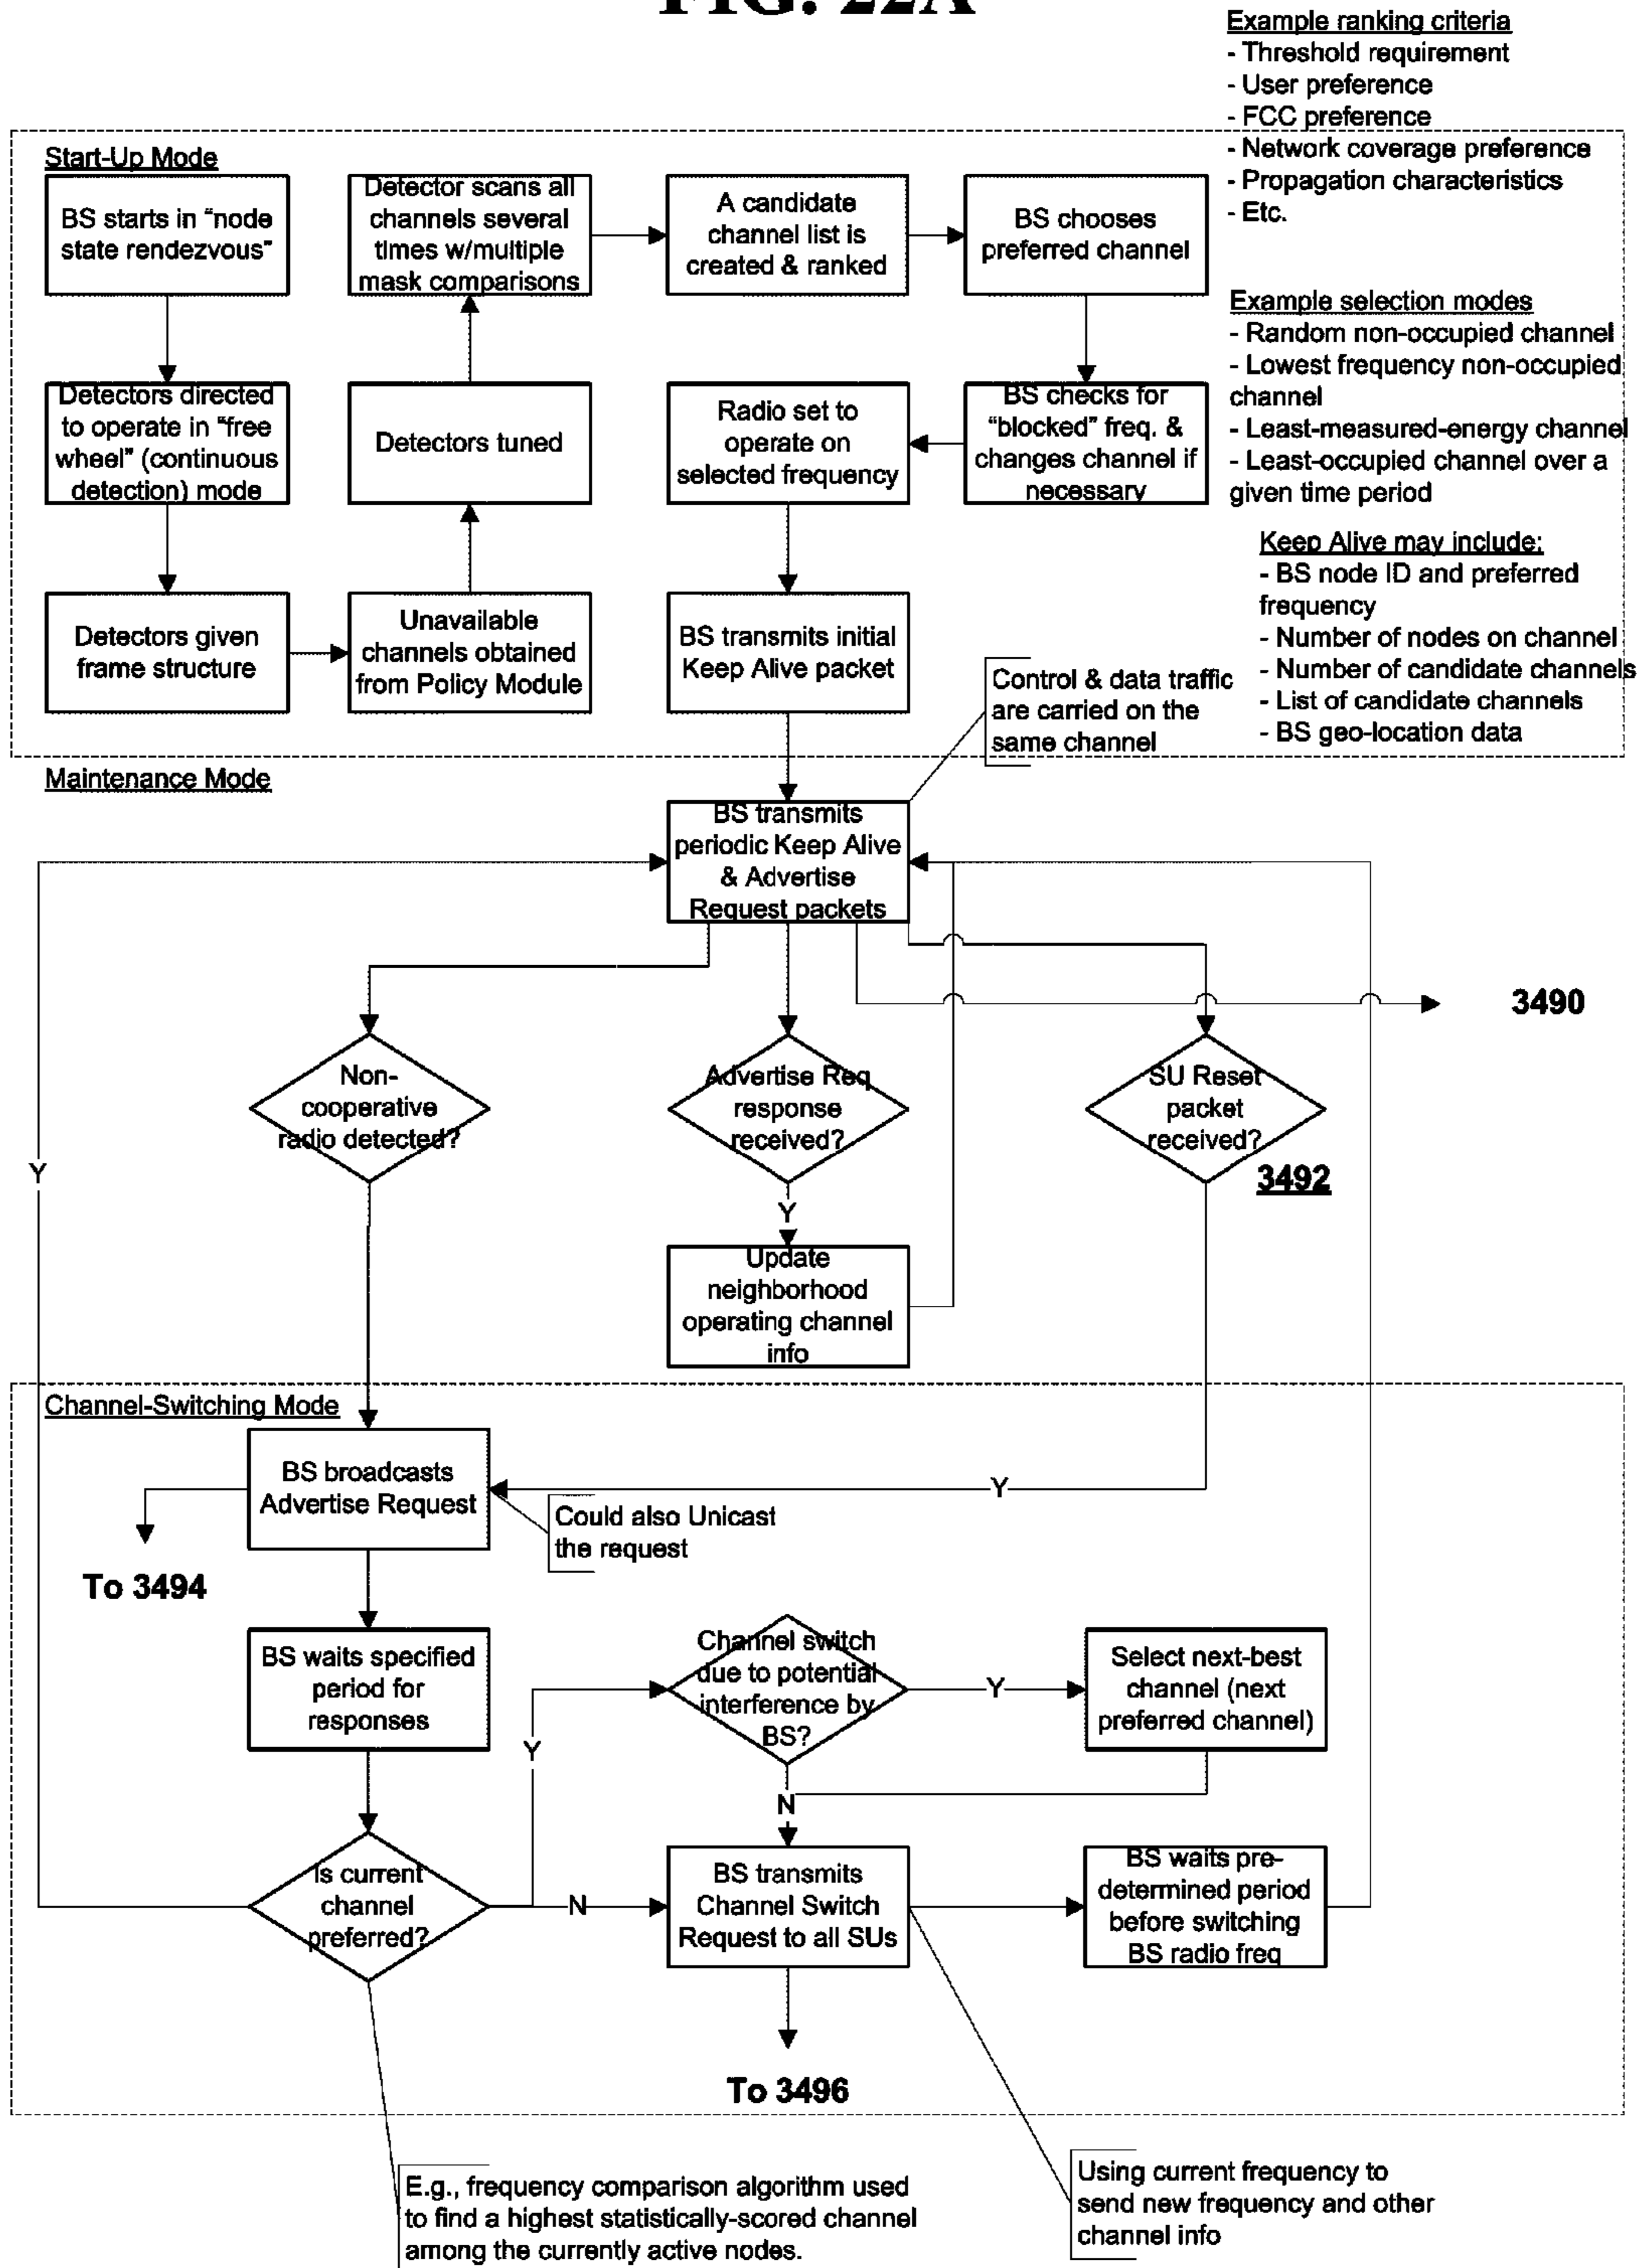 FIG. 22A
Example ranking criteria
- Threshold requirement
- User preference
- FCC preference
- Network coverage preference
- Propagation characteristics
- Etc.
Start-Up Mode
BS starts in "node
state rendezvous"
Detector scans all
channels several
times w/multiple
mask comparisons
A candidate
channel list is
created & ranked
BS chooses
preferred channel
Example selection modes
- Random non-occupied channel
- Lowest frequency non-occupied
channel
- Least-measured-energy channel
- Least-occupied channel over a
given time period
Detectors directed
to operate in "free
wheel" (continuous
detection) mode
Detectors tuned
Radio set to
operate on
selected frequency
BS checks for
"blocked" freq. &
changes channel if
necessary
Keep Alive may include:
- BS node ID and preferred
frequency
- Number of nodes on channel
- Number of candidate channels
- List of candidate channels
- BS geo-location data
Detectors given
frame structure
Unavailable
channels obtained
from Policy Module
BS transmits initial
Keep Alive packet
Control & data traffic
are carried on the
same channel
Maintenance Mode
BS transmits
periodic Keep Alive
& Advertise
Request packets
3490
Non-
cooperative
radio detected?
Advertise Req
response
received?
SU Reset
packet
received?
3492
Y
Y
Update
neighborhood
operating channel
info
Channel-Switching Mode
BS broadcasts
Advertise Request
Y
Could also Unicast
the request
To 3494
BS waits specified
period for
responses
Channel switch
due to potential
interference by
BS?
Y
Select next-best
channel (next
preferred channel)
Y
N
Is current
channel
preferred?
N
BS transmits
Channel Switch
Request to all SUs
BS waits pre-
determined period
before switching
BS radio freq
To 3496
E.g., frequency comparison algorithm used
to find a highest statistically-scored channel
among the currently active nodes.
Using current frequency to
send new frequency and other
channel info